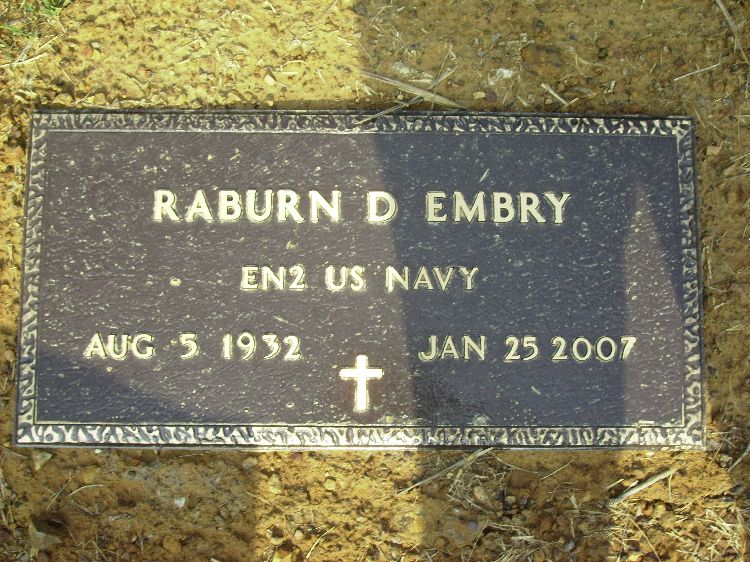 RABURN D EMBRY
EN2 US NAVY
AUG 5 1932 JAN 25 2007